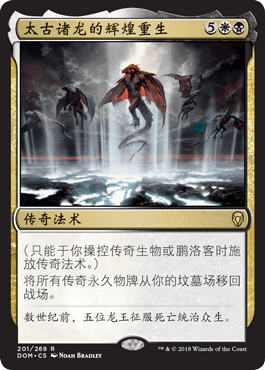 太古诸龙的辉煌重生 5
传奇法术
（只能于你操控传奇生物或鹏洛客时施
放传奇法术。）
将所有传奇永久物牌从你的坟墓场移回
战场。
数世纪前，五位龙王征服死亡统治众生。
201/269 R
DOM • CS NOAH BRADLEY
™ & © 2018 Wizards of the Coast